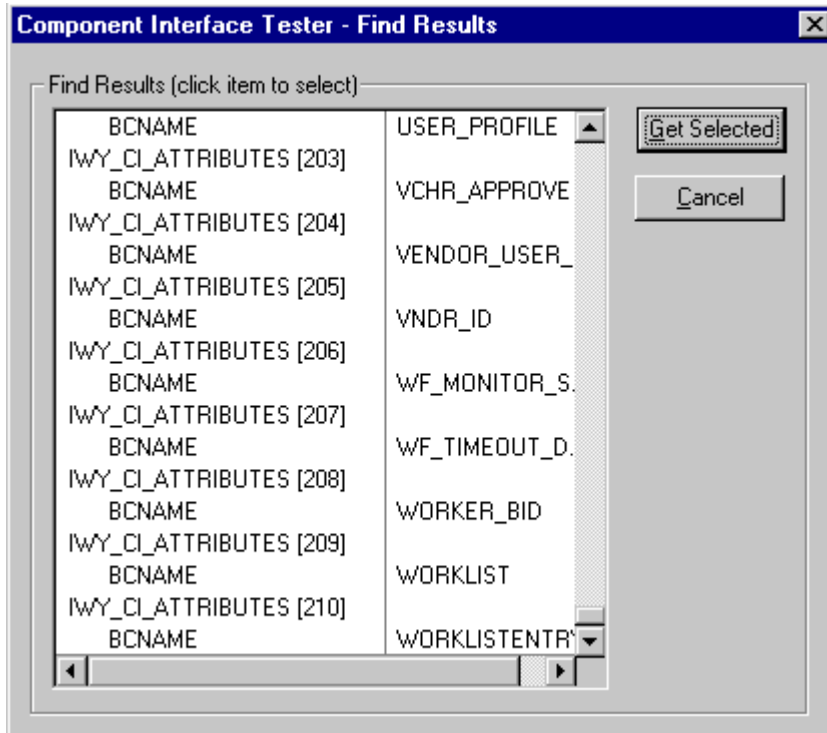 Component Interface Tester - Find Results
Find Results (click item to select)
BCNAME USER_PROFILE
IWY_CI_ATTRIBUTES [203]
BCNAME VCHR_APPROVE
IWY_CI_ATTRIBUTES [204]
BCNAME VENDOR_USER_
IWY_CI_ATTRIBUTES [205]
BCNAME VNDR_ID
IWY_CI_ATTRIBUTES [206]
BCNAME WF_MONITOR_S.
IWY_CI_ATTRIBUTES [207]
BCNAME WF_TIMEOUT_D.
IWY_CI_ATTRIBUTES [208]
BCNAME WORKER_BID
IWY_CI_ATTRIBUTES [209]
BCNAME WORKLIST
IWY_CI_ATTRIBUTES [210]
BCNAME WORKLISTENTRY
Get Selected
Cancel